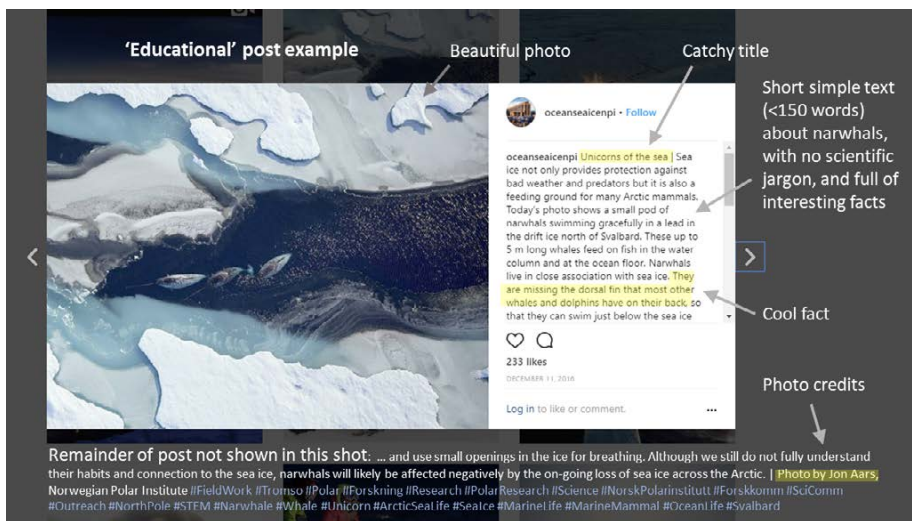 'Educational' post example
Beautiful photo
Catchy title
oceanseaicenpi • Follow
oceanseaicenpi Unicorns of the sea | Sea
ice not only provides protection against
bad weather and predators but it is also a
feeding ground for many Arctic mammals.
Today's photo shows a small pod of
narwhals swimming gracefully in a lead in
the drift ice north of Svalbard. These up to
5 m long whales feed on fish in the water
column and at the ocean floor. Narwhals
live in close association with sea ice. They
are missing the dorsal fin that most other
whales and dolphins have on their back, so
that they can swim just below the sea ice
233 likes
DECEMBER 11, 2016
Log in to like or comment.
Short simple text
(<150 words)
about narwhals,
with no scientific
jargon, and full of
interesting facts
Cool fact
Photo credits
Remainder of post not shown in this shot: ... and use small openings in the ice for breathing. Although we still do not fully understand
their habits and connection to the sea ice, narwhals will likely be affected negatively by the on-going loss of sea ice across the Arctic. | Photo by Jon Aars,
Norwegian Polar Institute #FieldWork #Tromso #Polar #Forskning #Research #PolarResearch #Science #NorskPolarinstitutt #Forskkomm #SciComm
#Outreach #NorthPole #STEM #Narwhale #Whale #Unicorn #ArcticSeaLife #SeaIce #MarineLife #MarineMammal #OceanLife #Svalbard